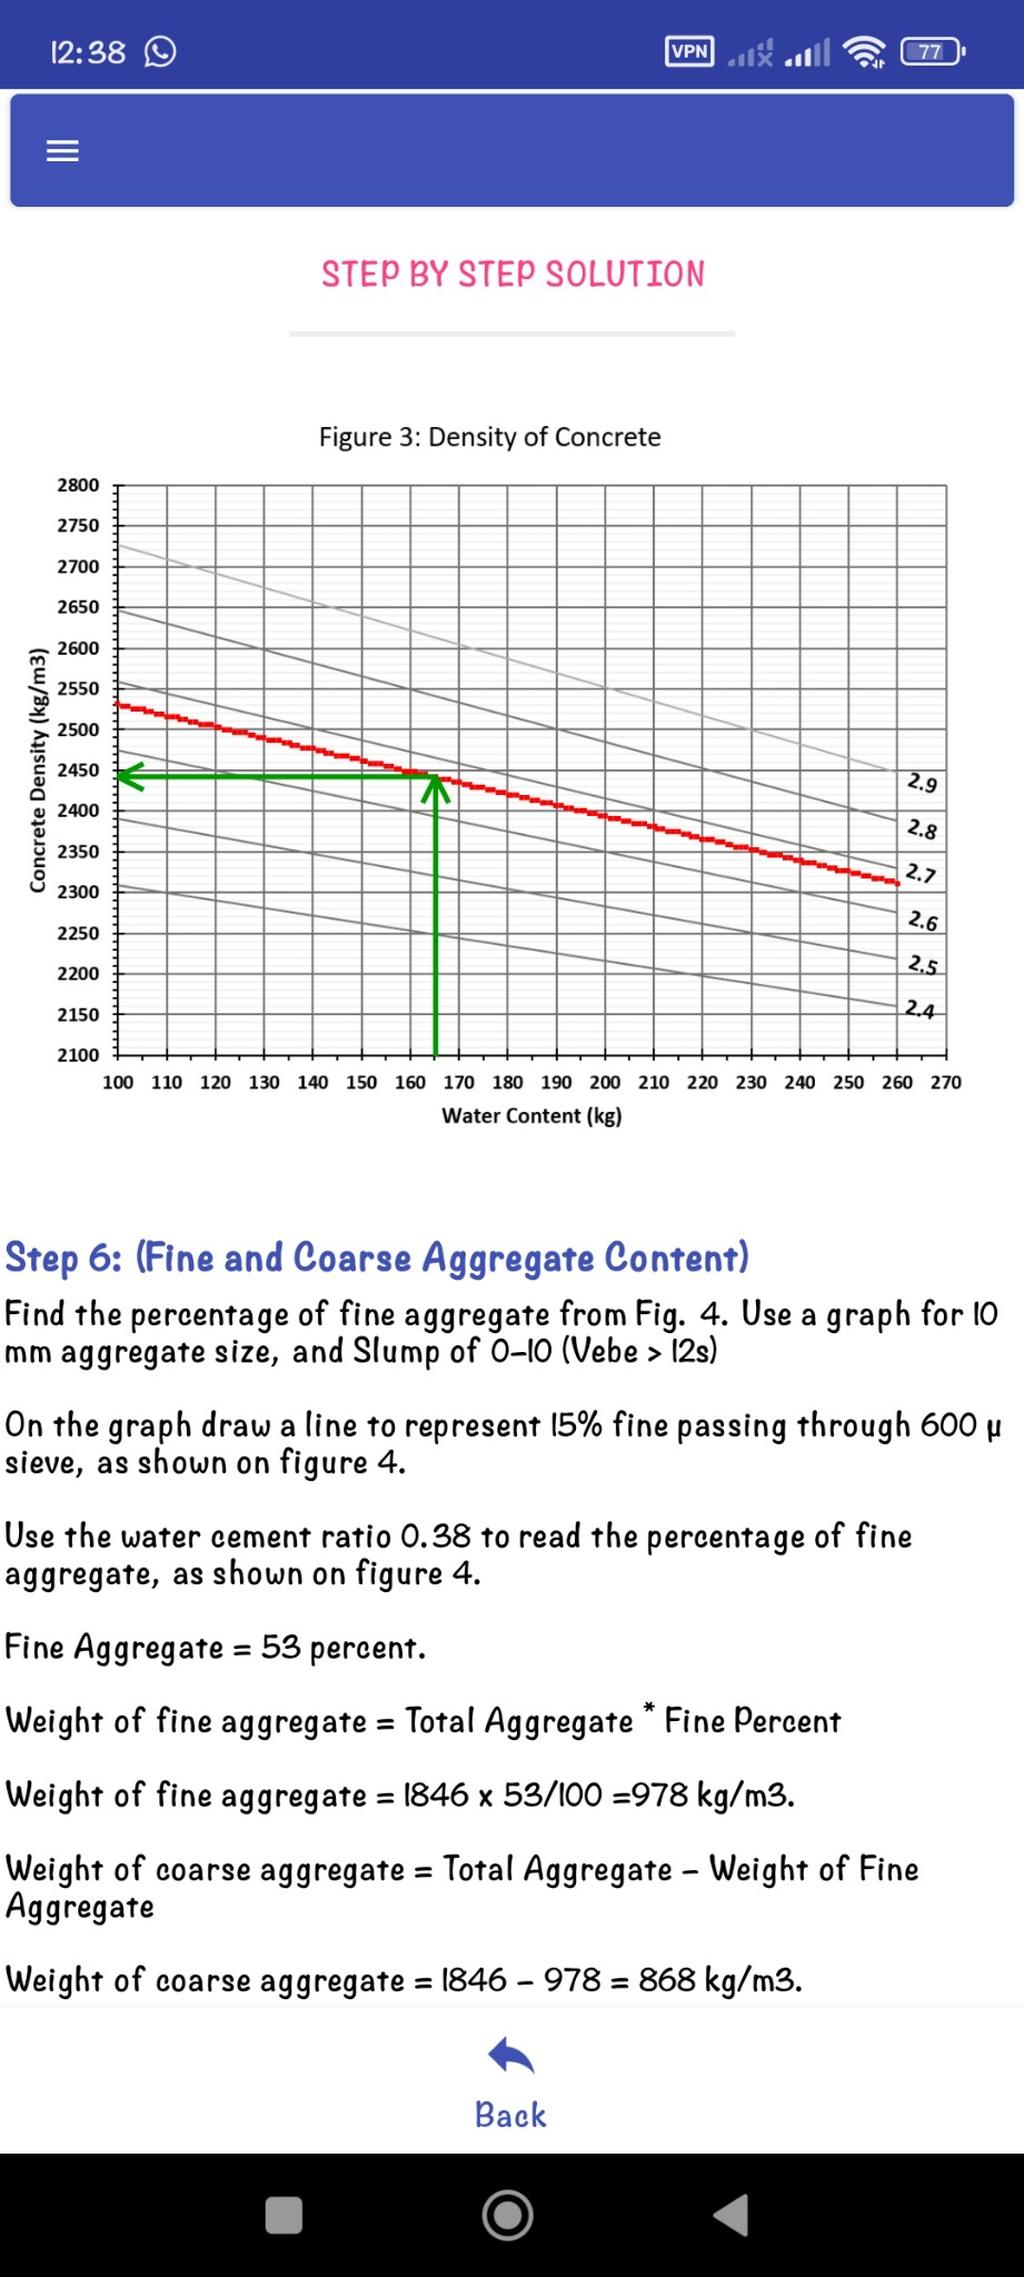 12:38
VPN
77
STEP BY STEP SOLUTION
Figure 3: Density of Concrete
2800
2750
2700
2650
2600
2550
2500
2450
2400
2350
2300
2250
2200
2150
2100
Concrete Density (kg/m3)
2.9
2.8
2.7
2.6
2.5
2.4
100 110 120 130 140 150 160 170 180 190 200 210 220 230 240 250 260 270
Water Content (kg)
Step 6: (Fine and Coarse Aggregate Content)
Find the percentage of fine aggregate from Fig. 4. Use a graph for 10
mm aggregate size, and Slump of 0-10 (Vebe > 12s)
On the graph draw a line to represent 15% fine passing through 600 µ
sieve, as shown on figure 4.
Use the water cement ratio 0.38 to read the percentage of fine
aggregate, as shown on figure 4.
Fine Aggregate = 53 percent.
Weight of fine aggregate = Total Aggregate * Fine Percent
Weight of fine aggregate = 1846 x 53/100 =978 kg/m3.
Weight of coarse aggregate = Total Aggregate - Weight of Fine
Aggregate
Weight of coarse aggregate = 1846 - 978 = 868 kg/m3.
Back